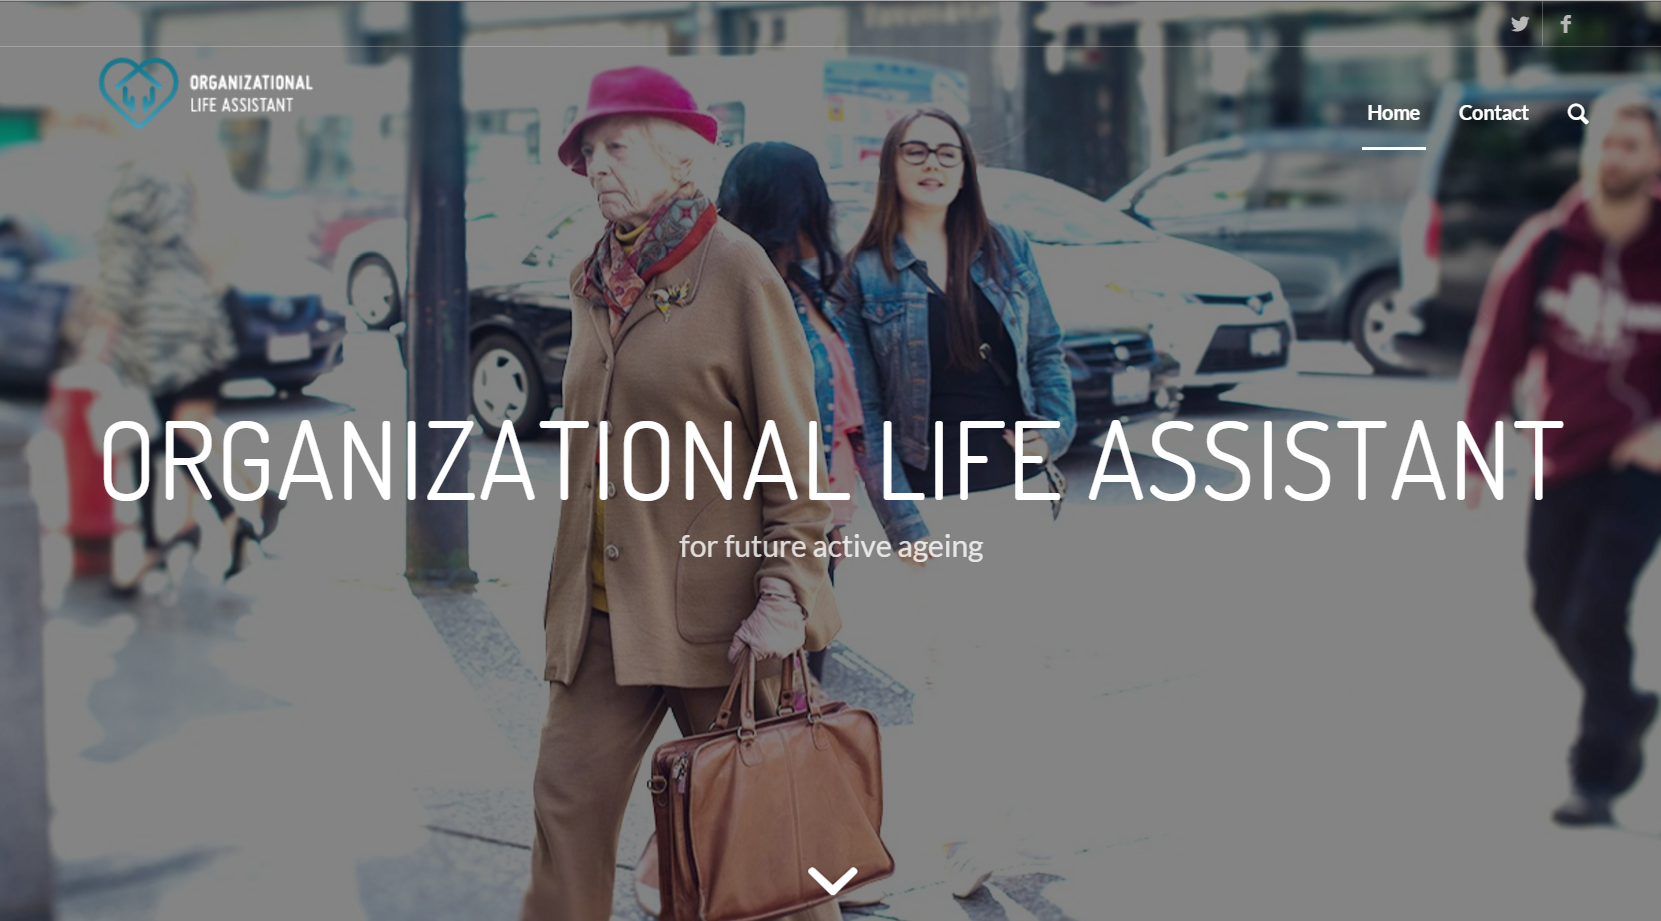 ORGANIZATIONAL
LIFE ASSISTANT
Home
Contact
ORGANIZATIONAL LIFE ASSISTANT
for future active ageing